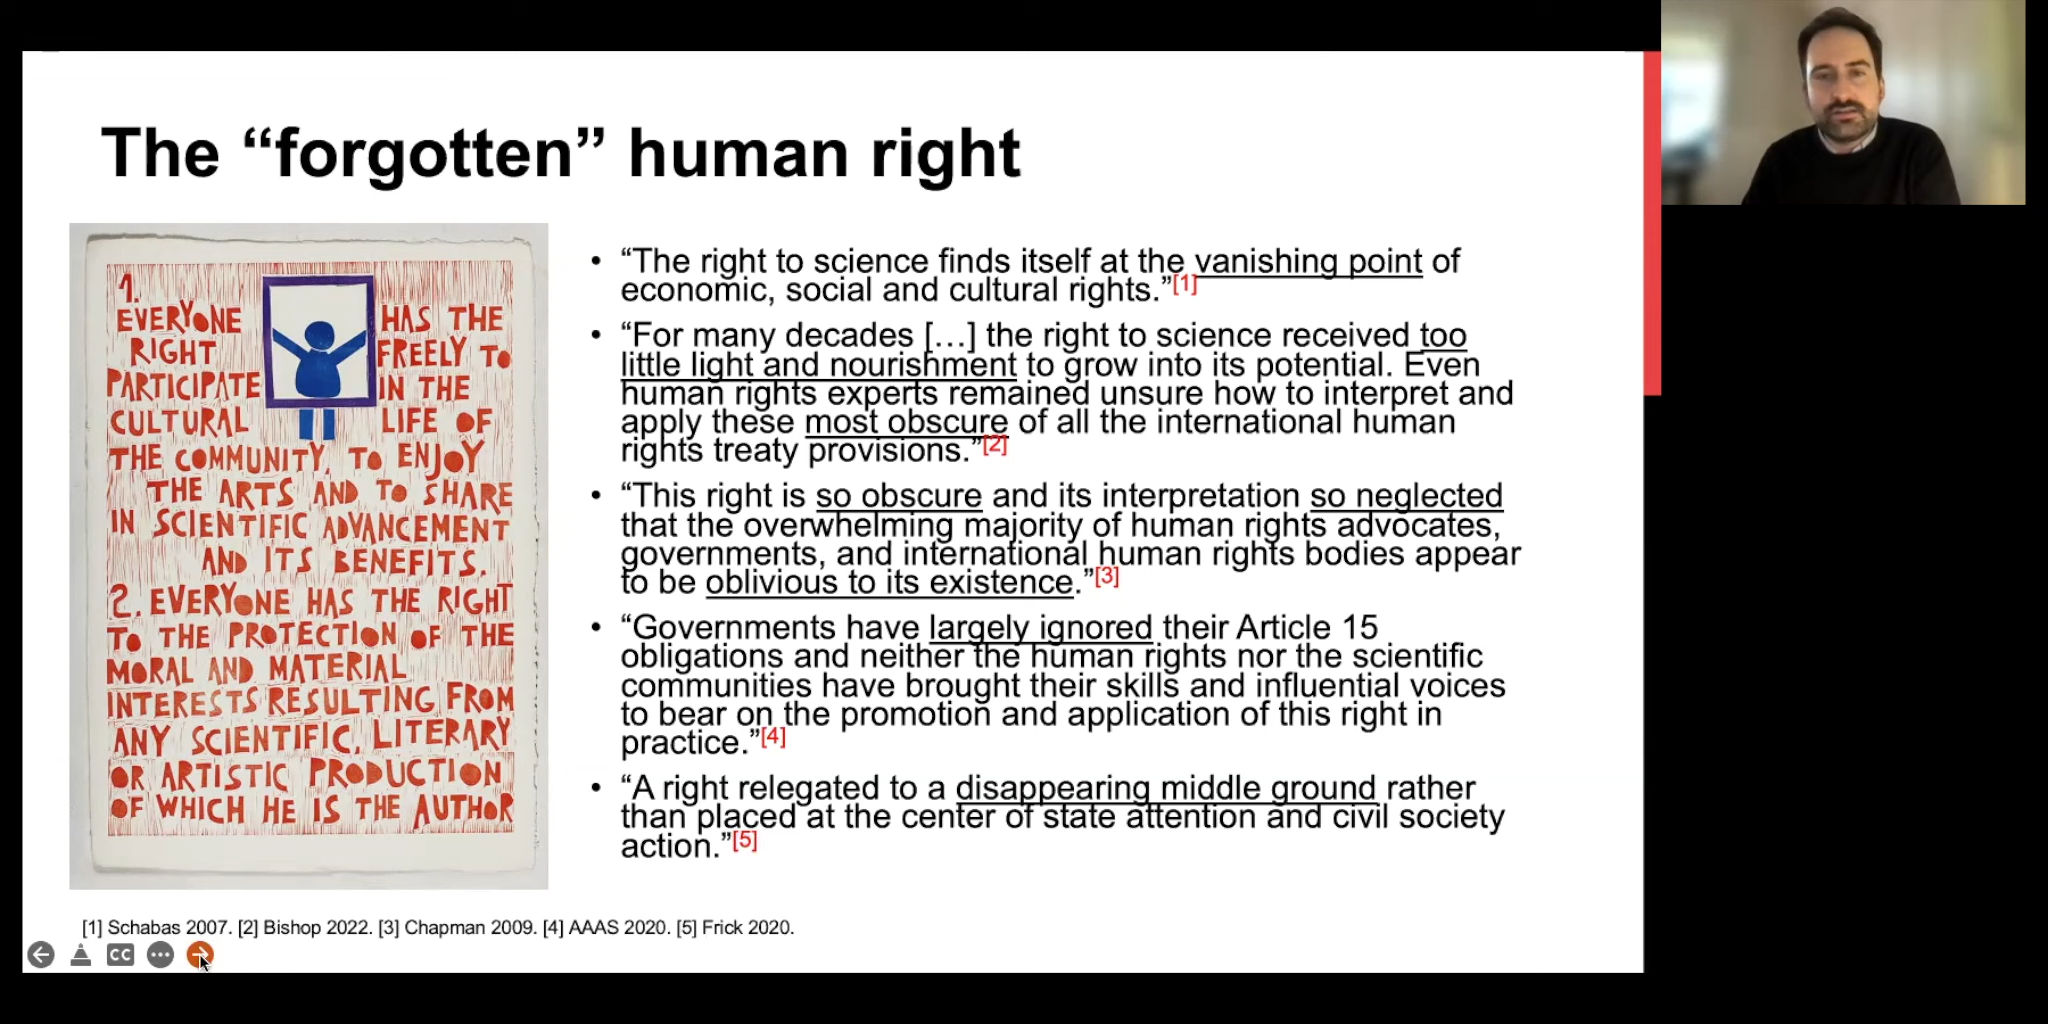 The “forgotten” human right
1.
EVERYONE HAS THE
RIGHT FREELY TO
PARTICIPATE IN THE
CULTURAL LIFE OF
THE COMMUNITY, TO ENJOY
THE ARTS AND TO SHARE
IN SCIENTIFIC ADVANCEMENT
AND ITS BENEFITS.
2. EVERYONE HAS THE RIGHT
TO THE PROTECTION OF THE
MORAL AND MATERIAL
INTERESTS RESULTING FROM
ANY SCIENTIFIC, LITERARY
OR ARTISTIC PRODUCTION
OF WHICH HE IS THE AUTHOR
• “The right to science finds itself at the vanishing point of
economic, social and cultural rights.”[1]
• “For many decades […] the right to science received too
little light and nourishment to grow into its potential. Even
human rights experts remained unsure how to interpret and
apply these most obscure of all the international human
rights treaty provisions.”[2]
• “This right is so obscure and its interpretation so neglected
that the overwhelming majority of human rights advocates,
governments, and international human rights bodies appear
to be oblivious to its existence.”[3]
• “Governments have largely ignored their Article 15
obligations and neither the human rights nor the scientific
communities have brought their skills and influential voices
to bear on the promotion and application of this right in
practice.”[4]
• “A right relegated to a disappearing middle ground rather
than placed at the center of state attention and civil society
action.”[5]
[1] Schabas 2007. [2] Bishop 2022. [3] Chapman 2009. [4] AAAS 2020. [5] Frick 2020.
CC